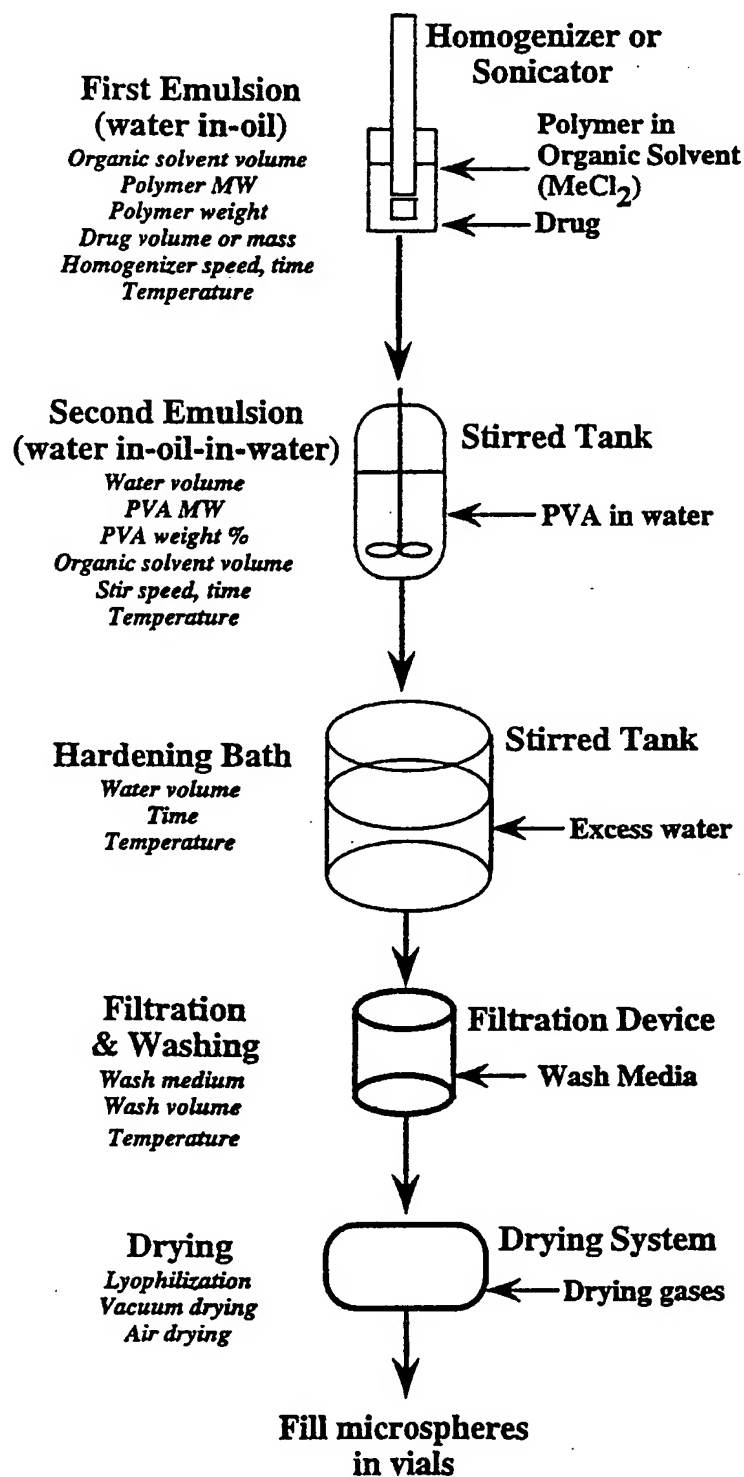 Homogenizer or
Sonicator
First Emulsion
(water in-oil)
Organic solvent volume
Polymer MW
Polymer weight
Drug volume or mass
Homogenizer speed, time
Temperature
Polymer in
Organic Solvent
(MeCl2)
Drug
Second Emulsion
(water in-oil-in-water)
Water volume
PVA MW
PVA weight %
Organic solvent volume
Stir speed, time
Temperature
Stirred Tank
PVA in water
Hardening Bath
Water volume
Time
Temperature
Stirred Tank
Excess water
Filtration
& Washing
Wash medium
Wash volume
Temperature
Filtration Device
Wash Media
Drying
Lyophilization
Vacuum drying
Air drying
Drying System
Drying gases
Fill microspheres
in vials